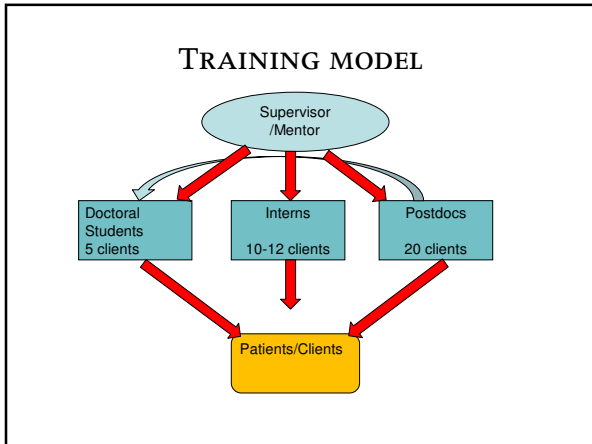 TRAINING MODEL
Supervisor
/Mentor
Doctoral
Students
5 clients
Interns
10-12 clients
Postdocs
20 clients
Patients/Clients